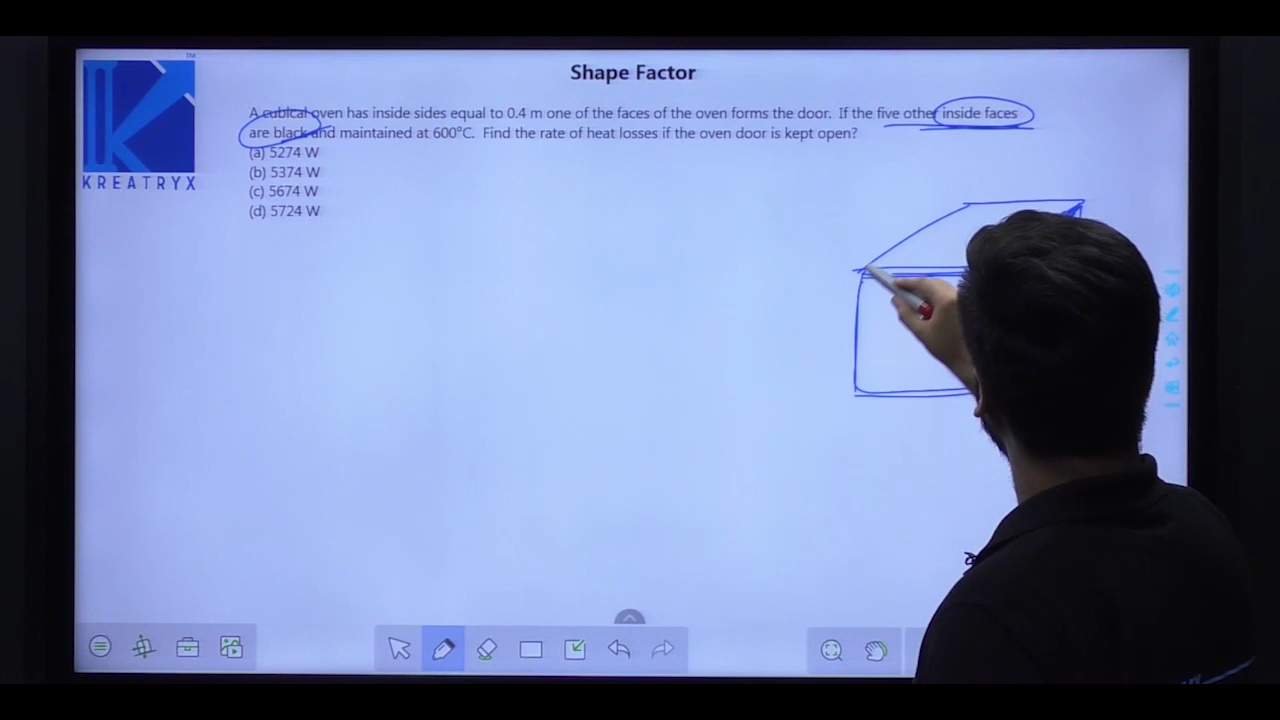 Shape Factor
A cubical oven has inside sides equal to 0.4 m one of the faces of the oven forms the door. If the five other inside faces
are black and maintained at 600°C. Find the rate of heat losses if the oven door is kept open?
(a) 5274 W
(b) 5374 W
(c) 5674 W
(d) 5724 W
TM
KREATRYX